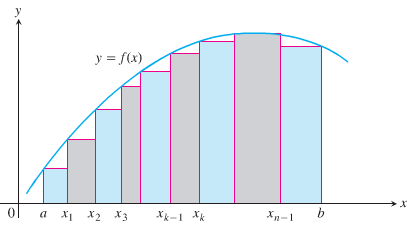 y
y = f(x)
x
0 a x₁ x₂ x₃ xₖ₋₁ xₖ xₙ₋₁ b